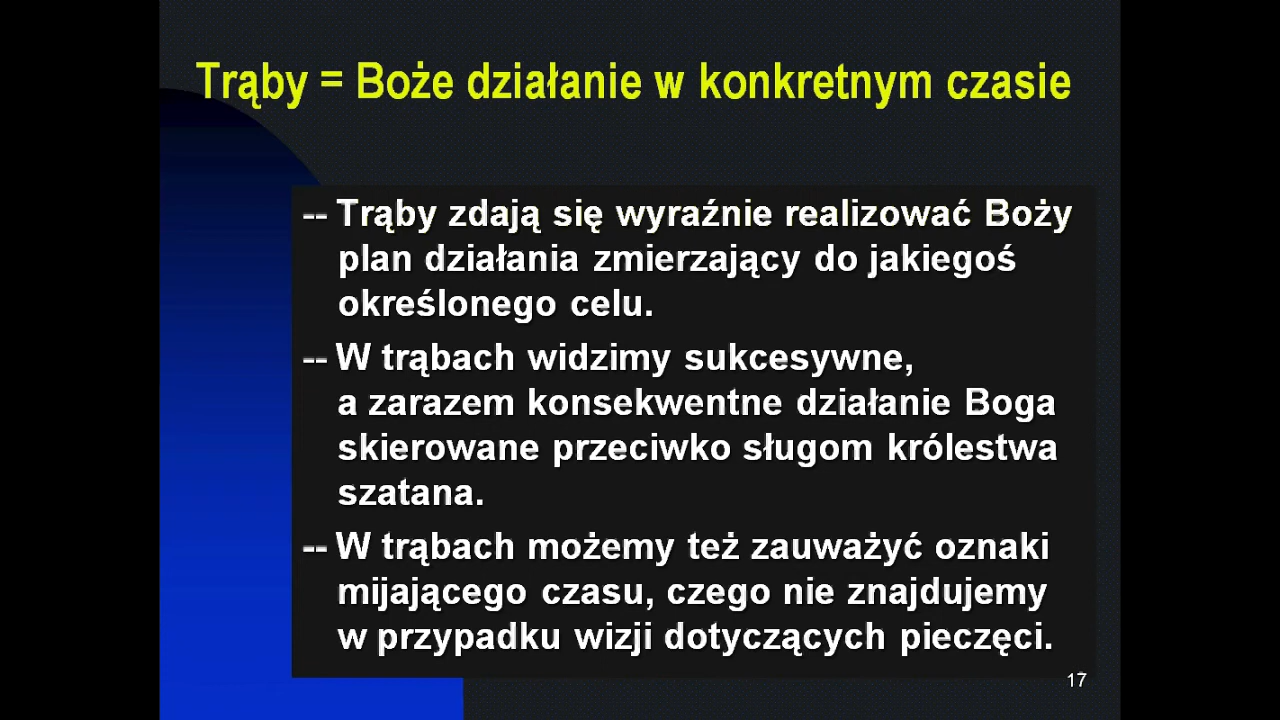 Trąby = Boże działanie w konkretnym czasie
-- Trąby zdają się wyraźnie realizować Boży
plan działania zmierzający do jakiegoś
określonego celu.
-- W trąbach widzimy sukcesywne,
a zarazem konsekwentne działanie Boga
skierowane przeciwko sługom królestwa
szatana.
-- W trąbach możemy też zauważyć oznaki
mijającego czasu, czego nie znajdujemy
w przypadku wizji dotyczących pieczęci.
17